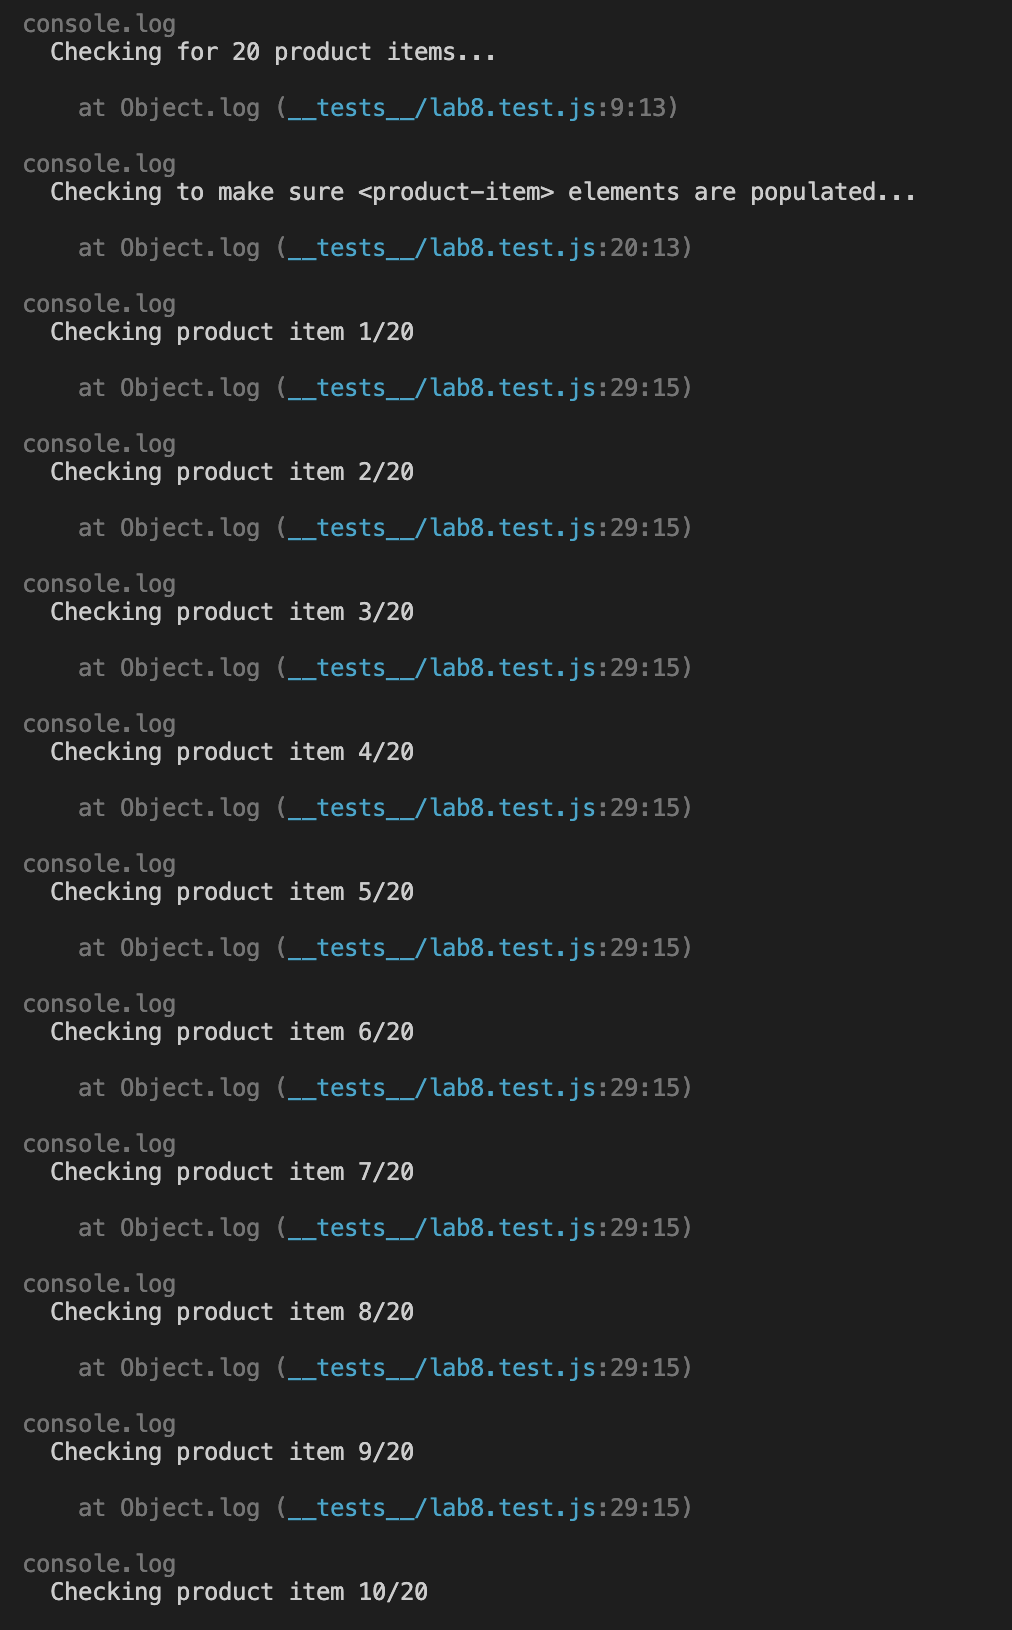 console.log
Checking for 20 product items...
at Object.log (__tests__/lab8.test.js:9:13)
console.log
Checking to make sure <product-item> elements are populated...
at Object.log (__tests__/lab8.test.js:20:13)
console.log
Checking product item 1/20
at Object.log (__tests__/lab8.test.js:29:15)
console.log
Checking product item 2/20
at Object.log (__tests__/lab8.test.js:29:15)
console.log
Checking product item 3/20
at Object.log (__tests__/lab8.test.js:29:15)
console.log
Checking product item 4/20
at Object.log (__tests__/lab8.test.js:29:15)
console.log
Checking product item 5/20
at Object.log (__tests__/lab8.test.js:29:15)
console.log
Checking product item 6/20
at Object.log (__tests__/lab8.test.js:29:15)
console.log
Checking product item 7/20
at Object.log (__tests__/lab8.test.js:29:15)
console.log
Checking product item 8/20
at Object.log (__tests__/lab8.test.js:29:15)
console.log
Checking product item 9/20
at Object.log (__tests__/lab8.test.js:29:15)
console.log
Checking product item 10/20